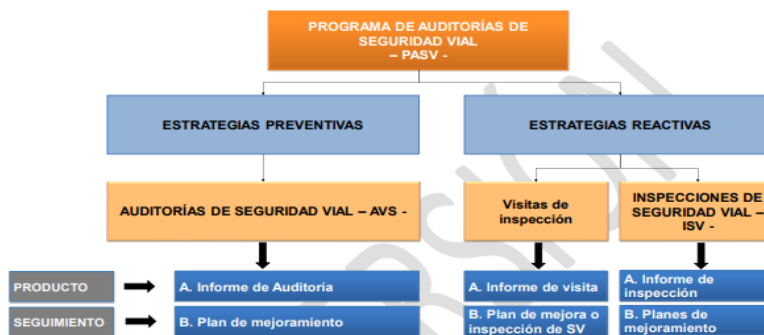 PROGRAMA DE AUDITORÍAS DE
SEGURIDAD VIAL
– PASV -
ESTRATEGIAS PREVENTIVAS
ESTRATEGIAS REACTIVAS
AUDITORÍAS DE SEGURIDAD VIAL – AVS -
Visitas de
inspección
INSPECCIONES DE
SEGURIDAD VIAL –
ISV -
PRODUCTO
A. Informe de Auditoría
A. Informe de visita
A. Informe de
inspección
SEGUIMIENTO
B. Plan de mejoramiento
B. Plan de mejora o
inspección de SV
B. Planes de
mejoramiento
VERSIÓN